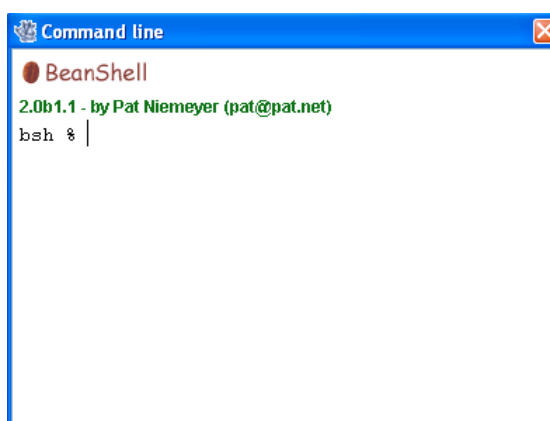 Command line
BeanShell
2.0b1.1 - by Pat Niemeyer (pat@pat.net)
bsh %